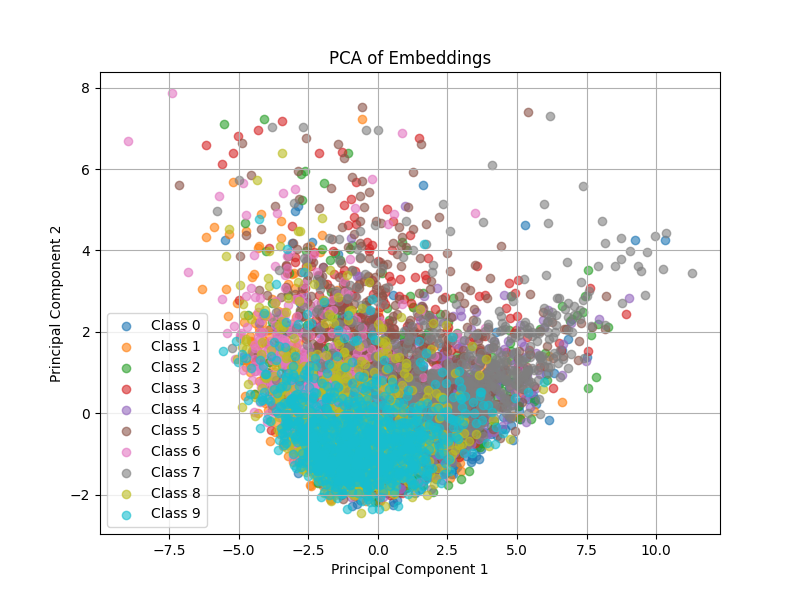 PCA of Embeddings
8
6
4
2
0
−2
Principal Component 2
Class 0
Class 1
Class 2
Class 3
Class 4
Class 5
Class 6
Class 7
Class 8
Class 9
−7.5 −5.0 −2.5 0.0 2.5 5.0 7.5 10.0
Principal Component 1